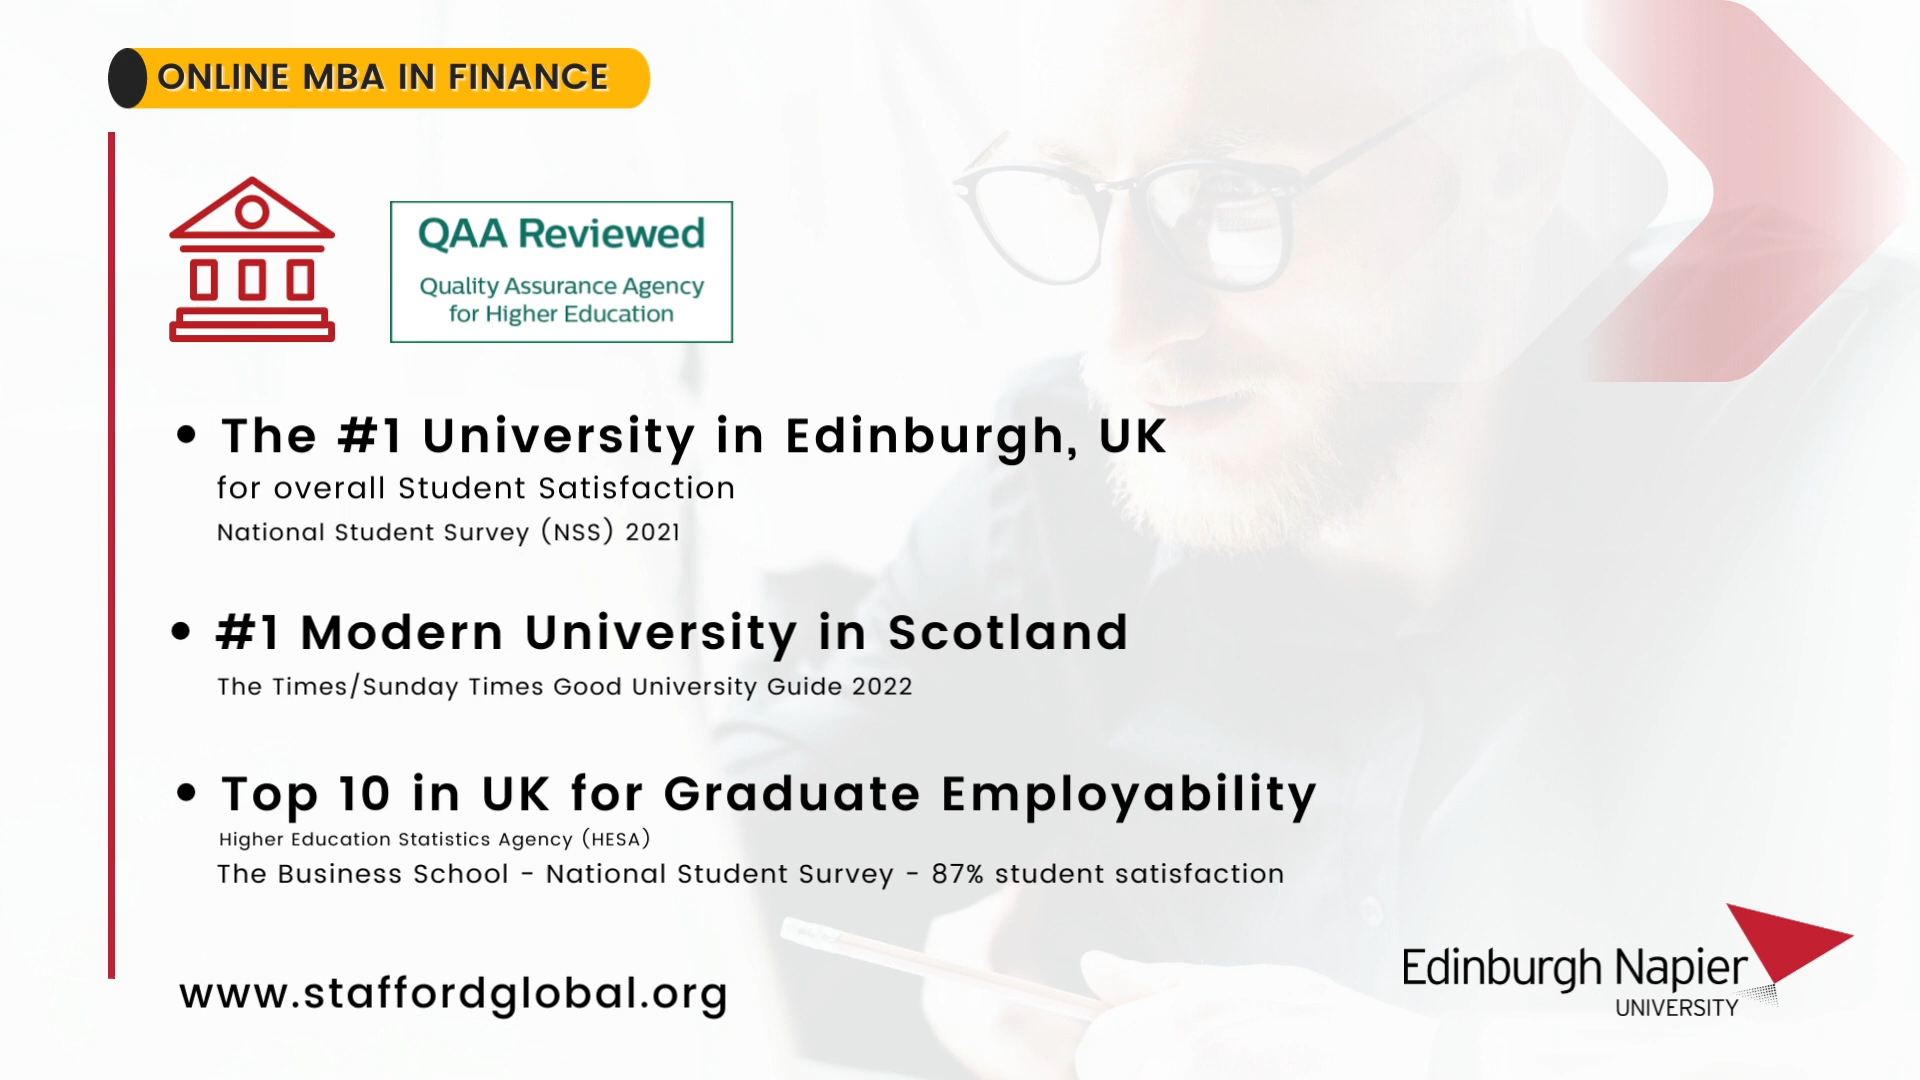 ONLINE MBA IN FINANCE
QAA Reviewed
Quality Assurance Agency
for Higher Education
• The #1 University in Edinburgh, UK
for overall Student Satisfaction
National Student Survey (NSS) 2021
• #1 Modern University in Scotland
The Times/Sunday Times Good University Guide 2022
• Top 10 in UK for Graduate Employability
Higher Education Statistics Agency (HESA)
The Business School - National Student Survey - 87% student satisfaction
www.staffordglobal.org
Edinburgh Napier
UNIVERSITY